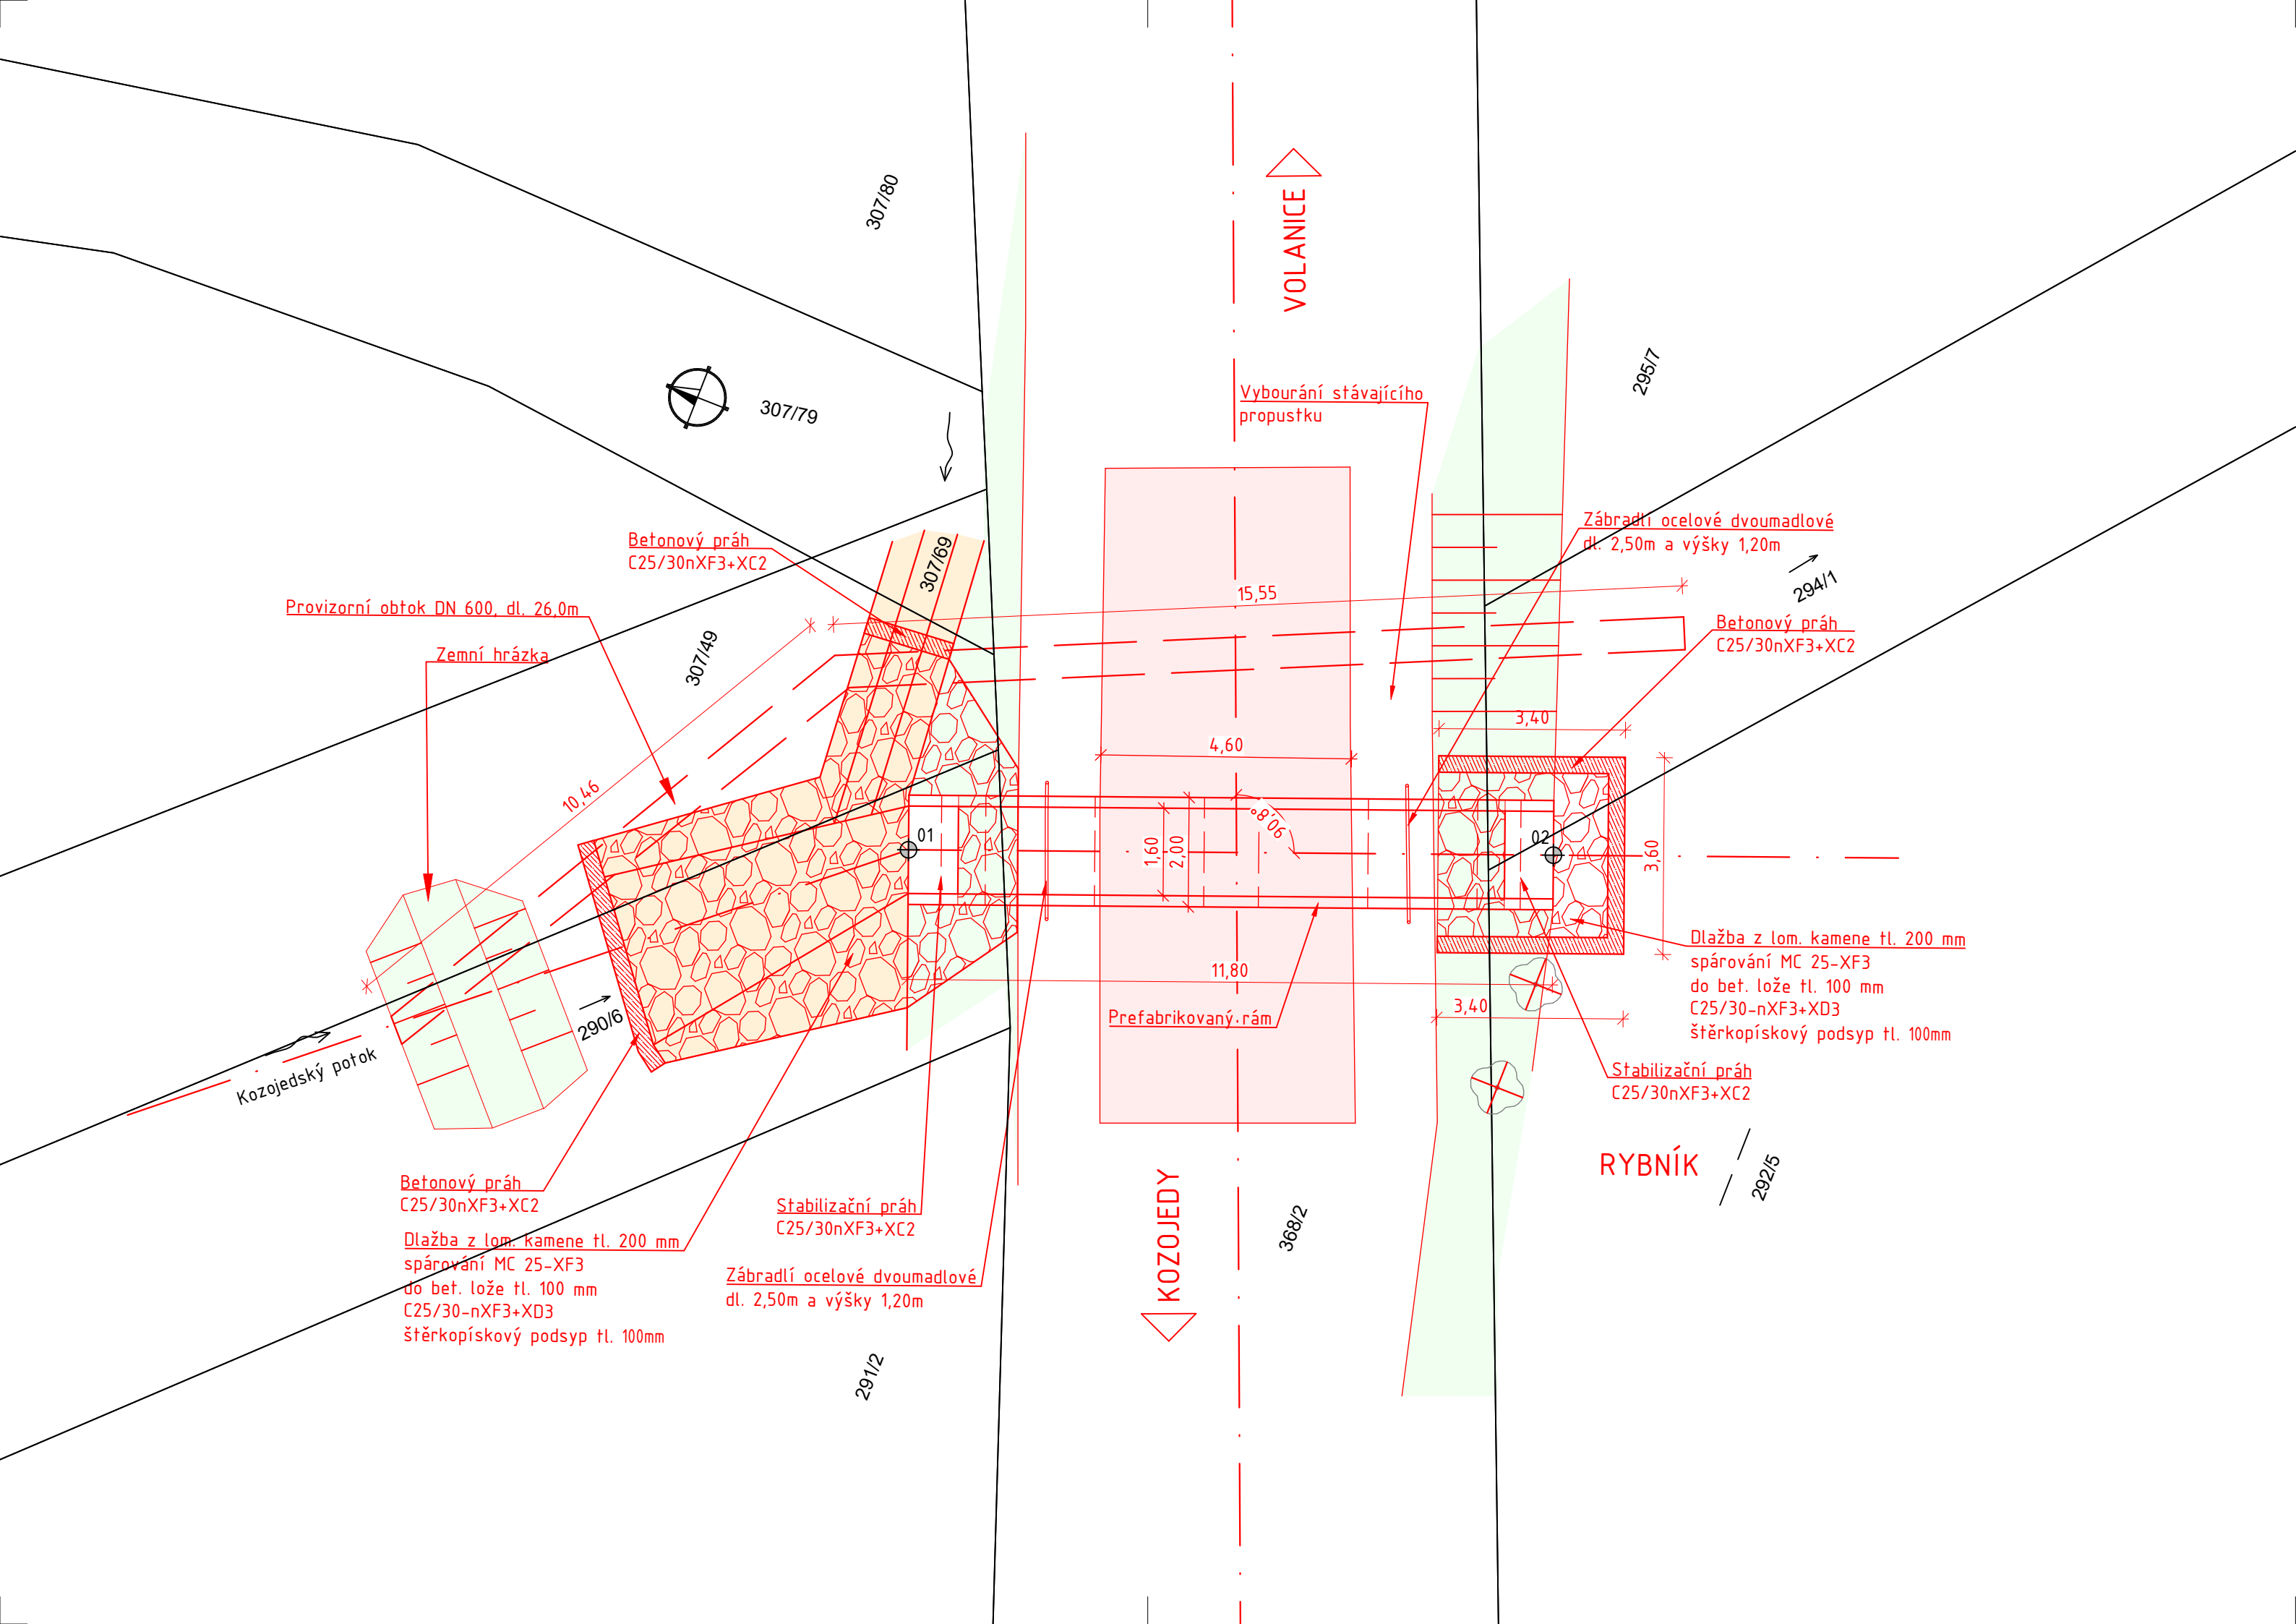 307/80
VOLANICE
295/7
307/79
Vybourání stávajícího
propustku
Zábradlí ocelové dvoumadlové
dl. 2,50m a výšky 1,20m
Betonový práh
C25/30nXF3+XC2
307/69
294/1
15,55
Provizorní obtok DN 600, dl. 26,0m
Betonový práh
C25/30nXF3+XC2
Zemní hrázka
307/49
3,40
4,60
10,46
90,8°
01
02
1,60
2,00
3,60
Dlažba z lom. kamene tl. 200 mm
spárování MC 25-XF3
do bet. lože tl. 100 mm
C25/30-nXF3+XD3
štěrkopískový podsyp tl. 100mm
11,80
3,40
Prefabrikovaný rám
290/6
Kozojedský potok
Stabilizační práh
C25/30nXF3+XC2
RYBNÍK
292/5
Betonový práh
C25/30nXF3+XC2
Stabilizační práh
C25/30nXF3+XC2
KOZOJEDY
368/2
Dlažba z lom. kamene tl. 200 mm
spárování MC 25-XF3
do bet. lože tl. 100 mm
C25/30-nXF3+XD3
štěrkopískový podsyp tl. 100mm
Zábradlí ocelové dvoumadlové
dl. 2,50m a výšky 1,20m
291/2